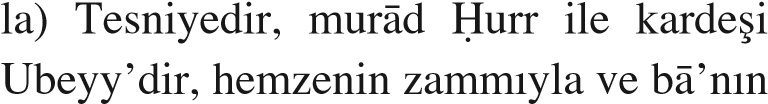 la) Tesniyedir, murād Ḥurr ile kardeşi
Ubeyy’dir, hemzenin zammıyla ve bā’nın